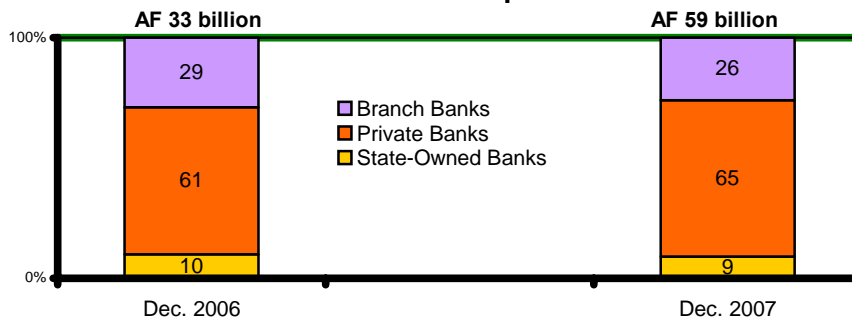 AF 33 billion
AF 59 billion
100%
29
26
Branch Banks
Private Banks
State-Owned Banks
61
65
10
9
0%
Dec. 2006
Dec. 2007